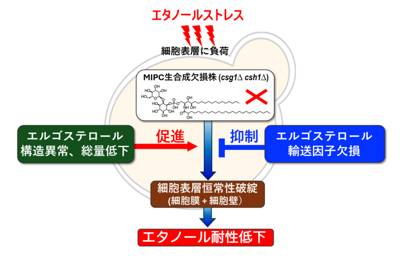 エタノールストレス
細胞表層に負荷
MIPC生合成欠損株 (csg1Δ csh1Δ)
エルゴステロール
構造異常、総量低下
促進
抑制
エルゴステロール
輸送因子欠損
細胞表層恒常性破綻
(細胞膜+細胞壁)
エタノール耐性低下